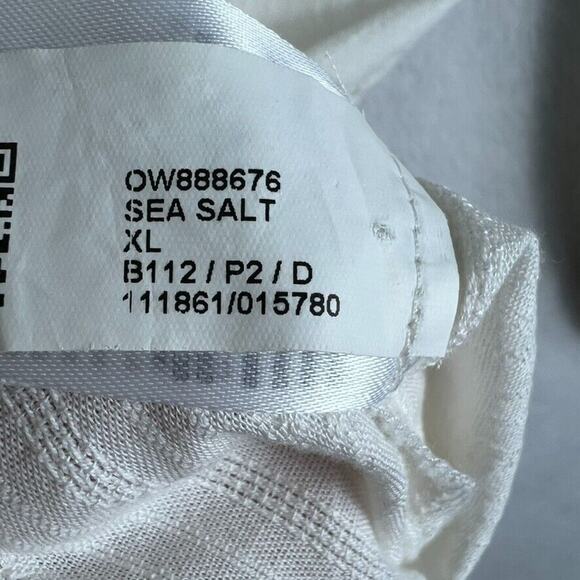 OW888676
SEA SALT
XL
B112 / P2 / D
111861/015780